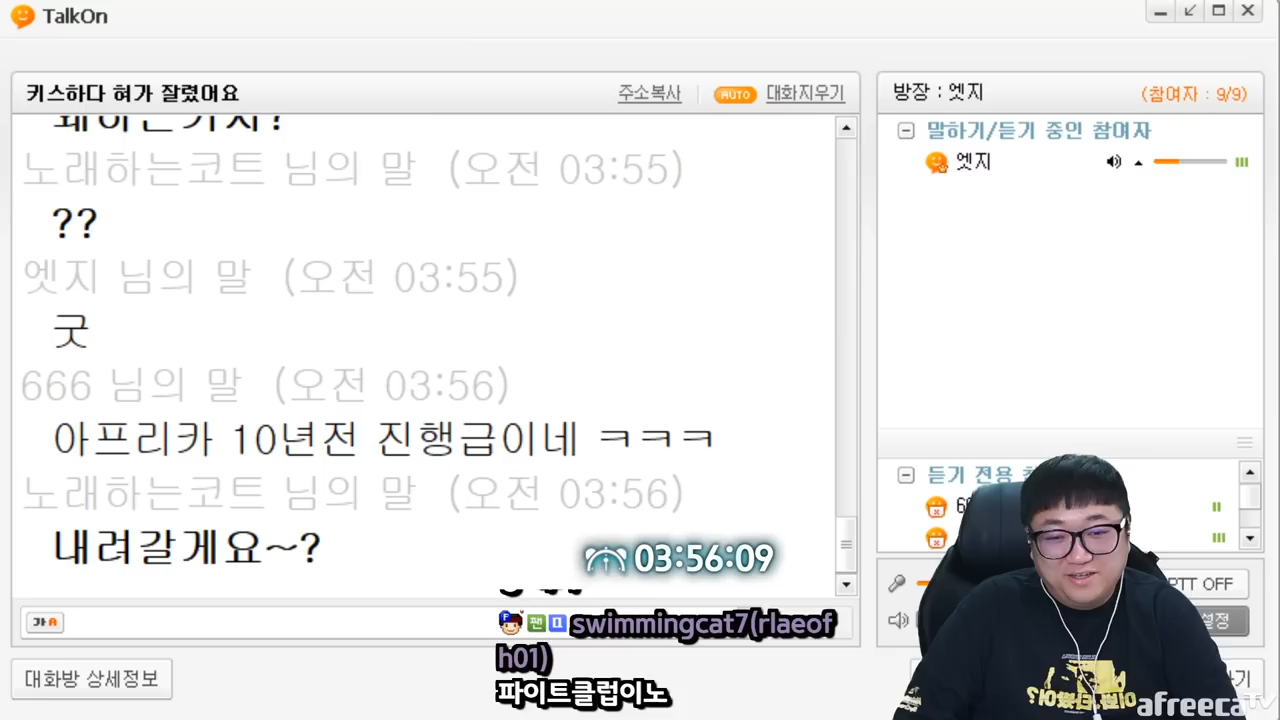 TalkOn
키스하다 혀가 잘렸어요
주소복사
AUTO
대화지우기
노래하는코트 님의 말 (오전 03:55)
??
엣지 님의 말 (오전 03:55)
굿
666 님의 말 (오전 03:56)
아프리카 10년전 진행급이네 ㅋㅋㅋ
노래하는코트 님의 말 (오전 03:56)
내려갈게요~?
03:56:09
가A
F 팬 swimmingcat7(rlaeof
h01)
파이트클럽이노
대화방 상세정보
방장 : 엣지
(참여자 : 9/9)
말하기/듣기 중인 참여자
엣지
듣기 전용
PTT OFF
설정
afreecaTV